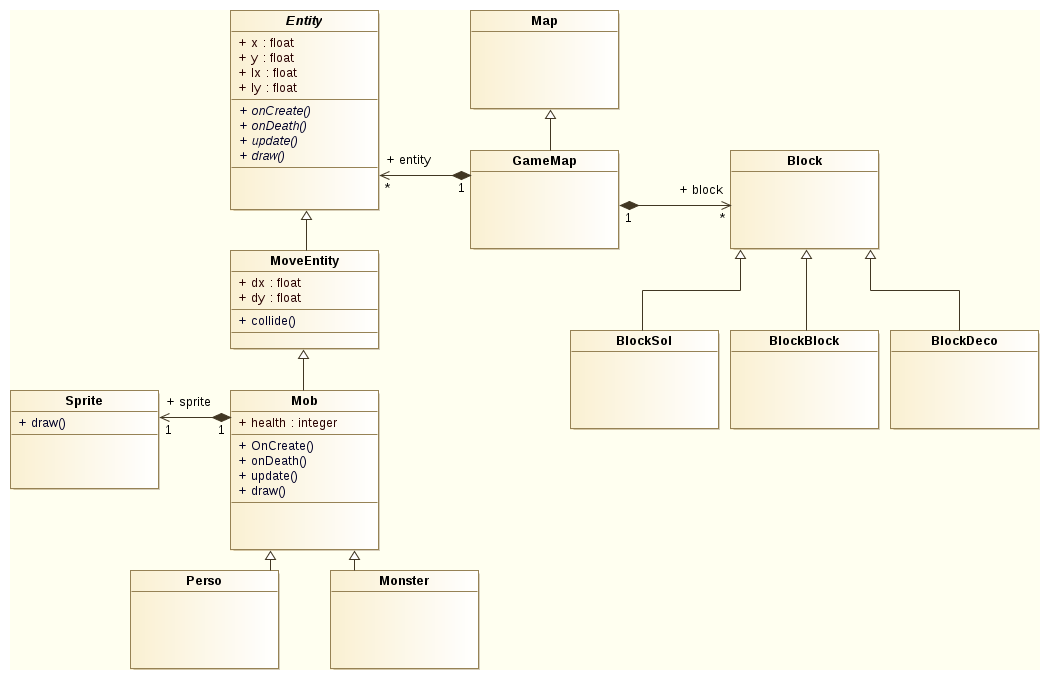 Entity
+ x : float
+ y : float
+ lx : float
+ ly : float
+ onCreate()
+ onDeath()
+ update()
+ draw()
Map
+ entity
*
1
GameMap
1
+ block
*
Block
MoveEntity
+ dx : float
+ dy : float
+ collide()
BlockSol
BlockBlock
BlockDeco
Sprite
+ draw()
+ sprite
1
1
Mob
+ health : integer
+ OnCreate()
+ onDeath()
+ update()
+ draw()
Perso
Monster